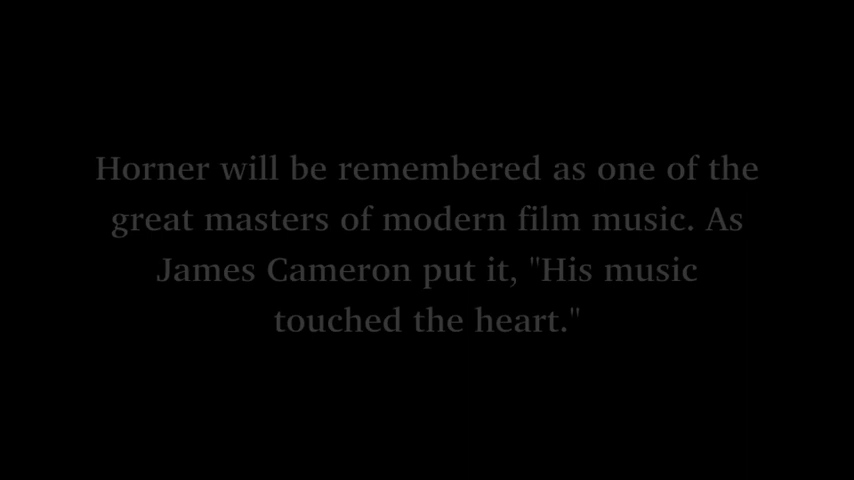 Horner will be remembered as one of the
great masters of modern film music. As
James Cameron put it, "His music
touched the heart."